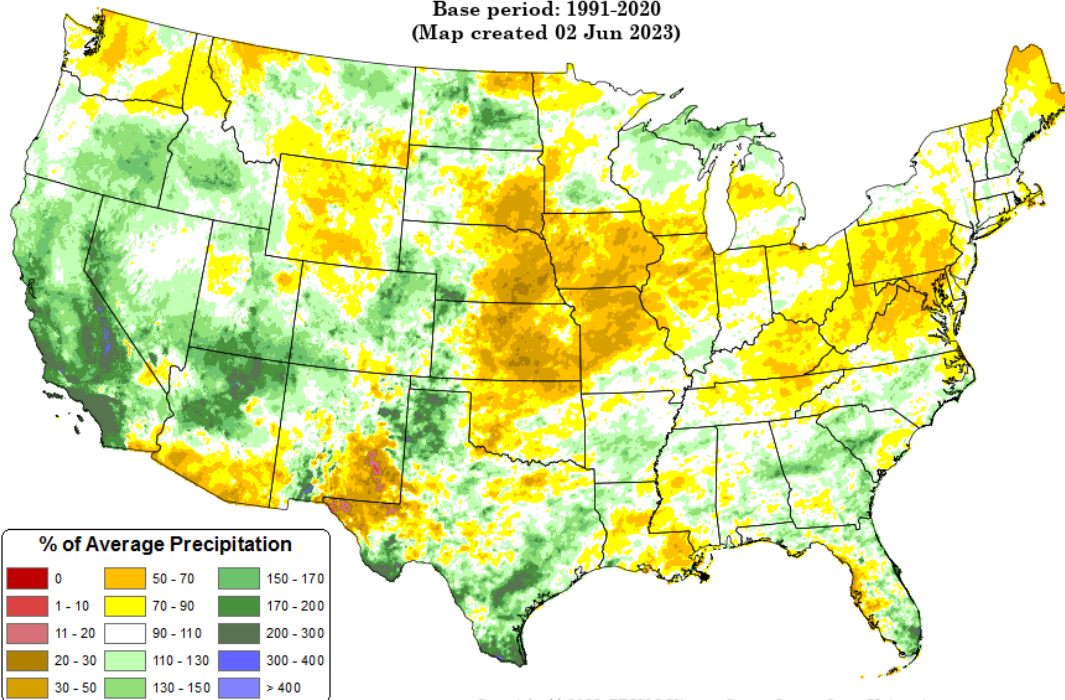 Base period: 1991-2020
(Map created 02 Jun 2023)
% of Average Precipitation
0
50 - 70
150 - 170
1 - 10
70 - 90
170 - 200
11 - 20
90 - 110
200 - 300
20 - 30
110 - 130
300 - 400
30 - 50
130 - 150
> 400